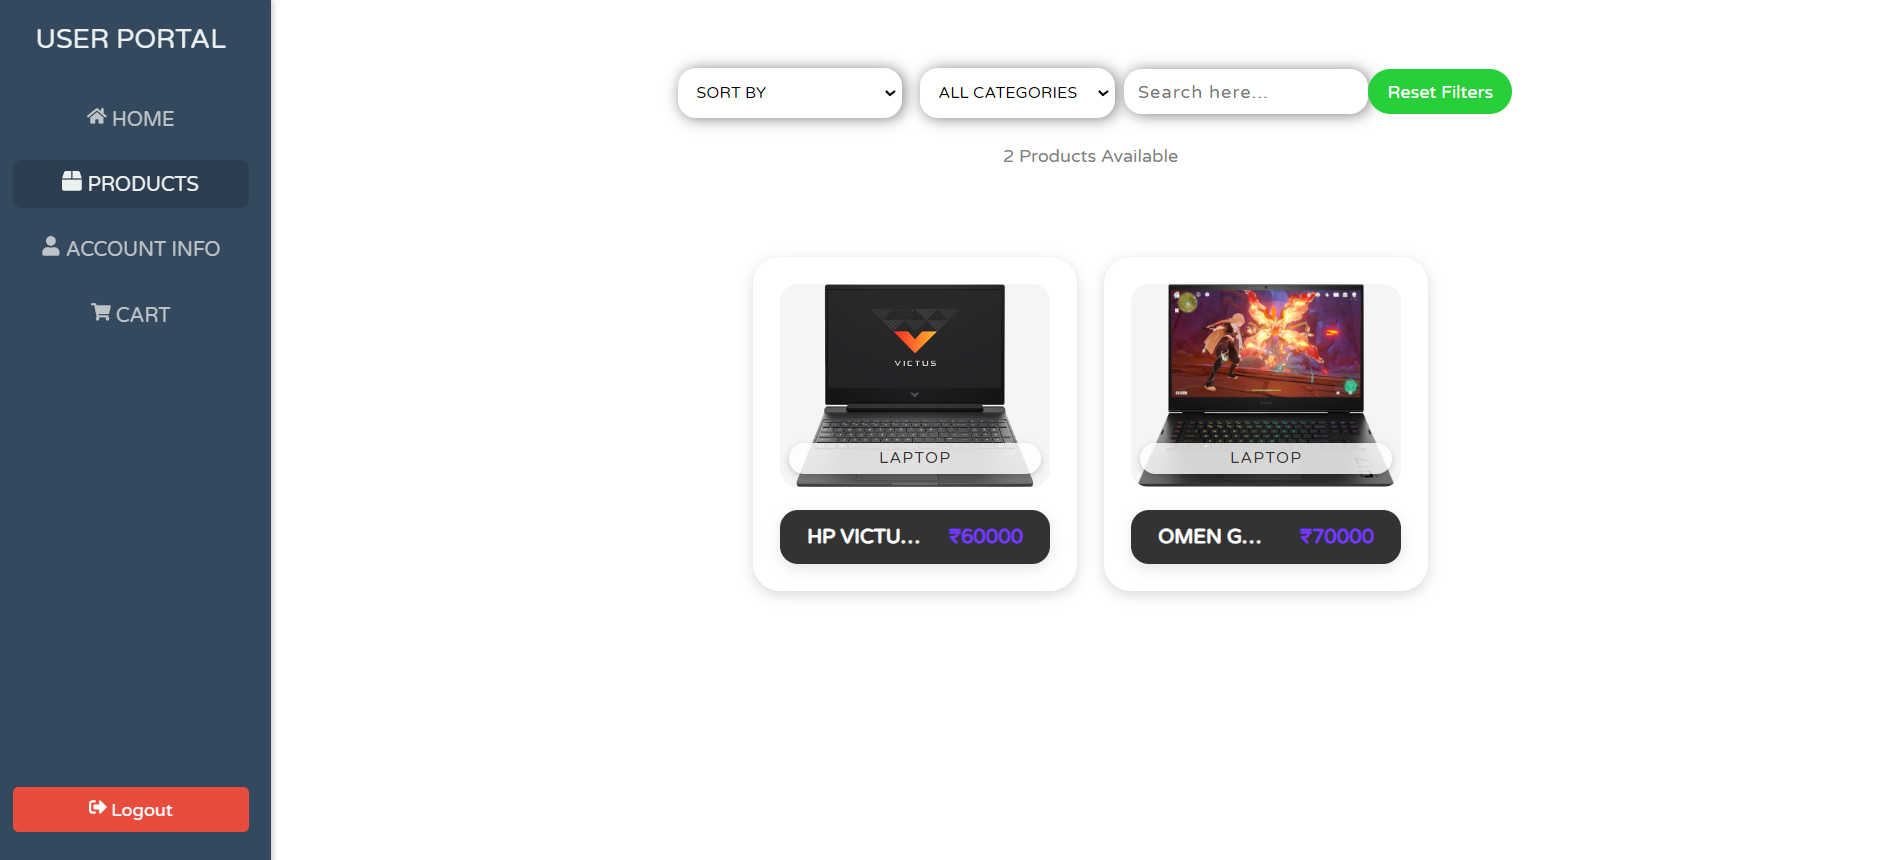 USER PORTAL
HOME
PRODUCTS
ACCOUNT INFO
CART
Logout
SORT BY
ALL CATEGORIES
Search here...
Reset Filters
2 Products Available
VICTUS
LAPTOP
HP VICTU... ₹60000
LAPTOP
OMEN G... ₹70000